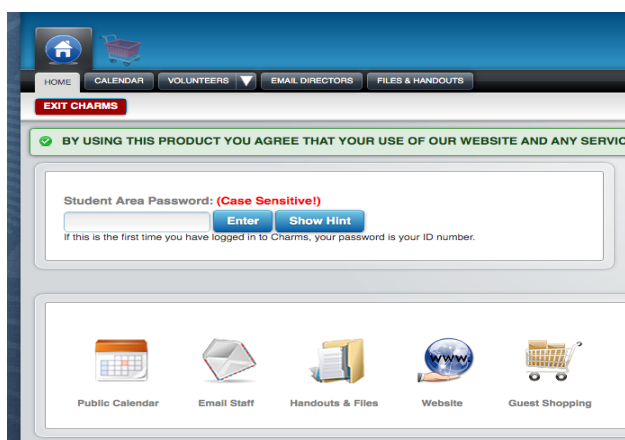 HOME CALENDAR VOLUNTEERS EMAIL DIRECTORS FILES & HANDOUTS
EXIT CHARMS
BY USING THIS PRODUCT YOU AGREE THAT YOUR USE OF OUR WEBSITE AND ANY SERVIC
Student Area Password: (Case Sensitive!)
Enter Show Hint
If this is the first time you have logged in to Charms, your password is your ID number.
www.
Public Calendar Email Staff Handouts & Files Website Guest Shopping